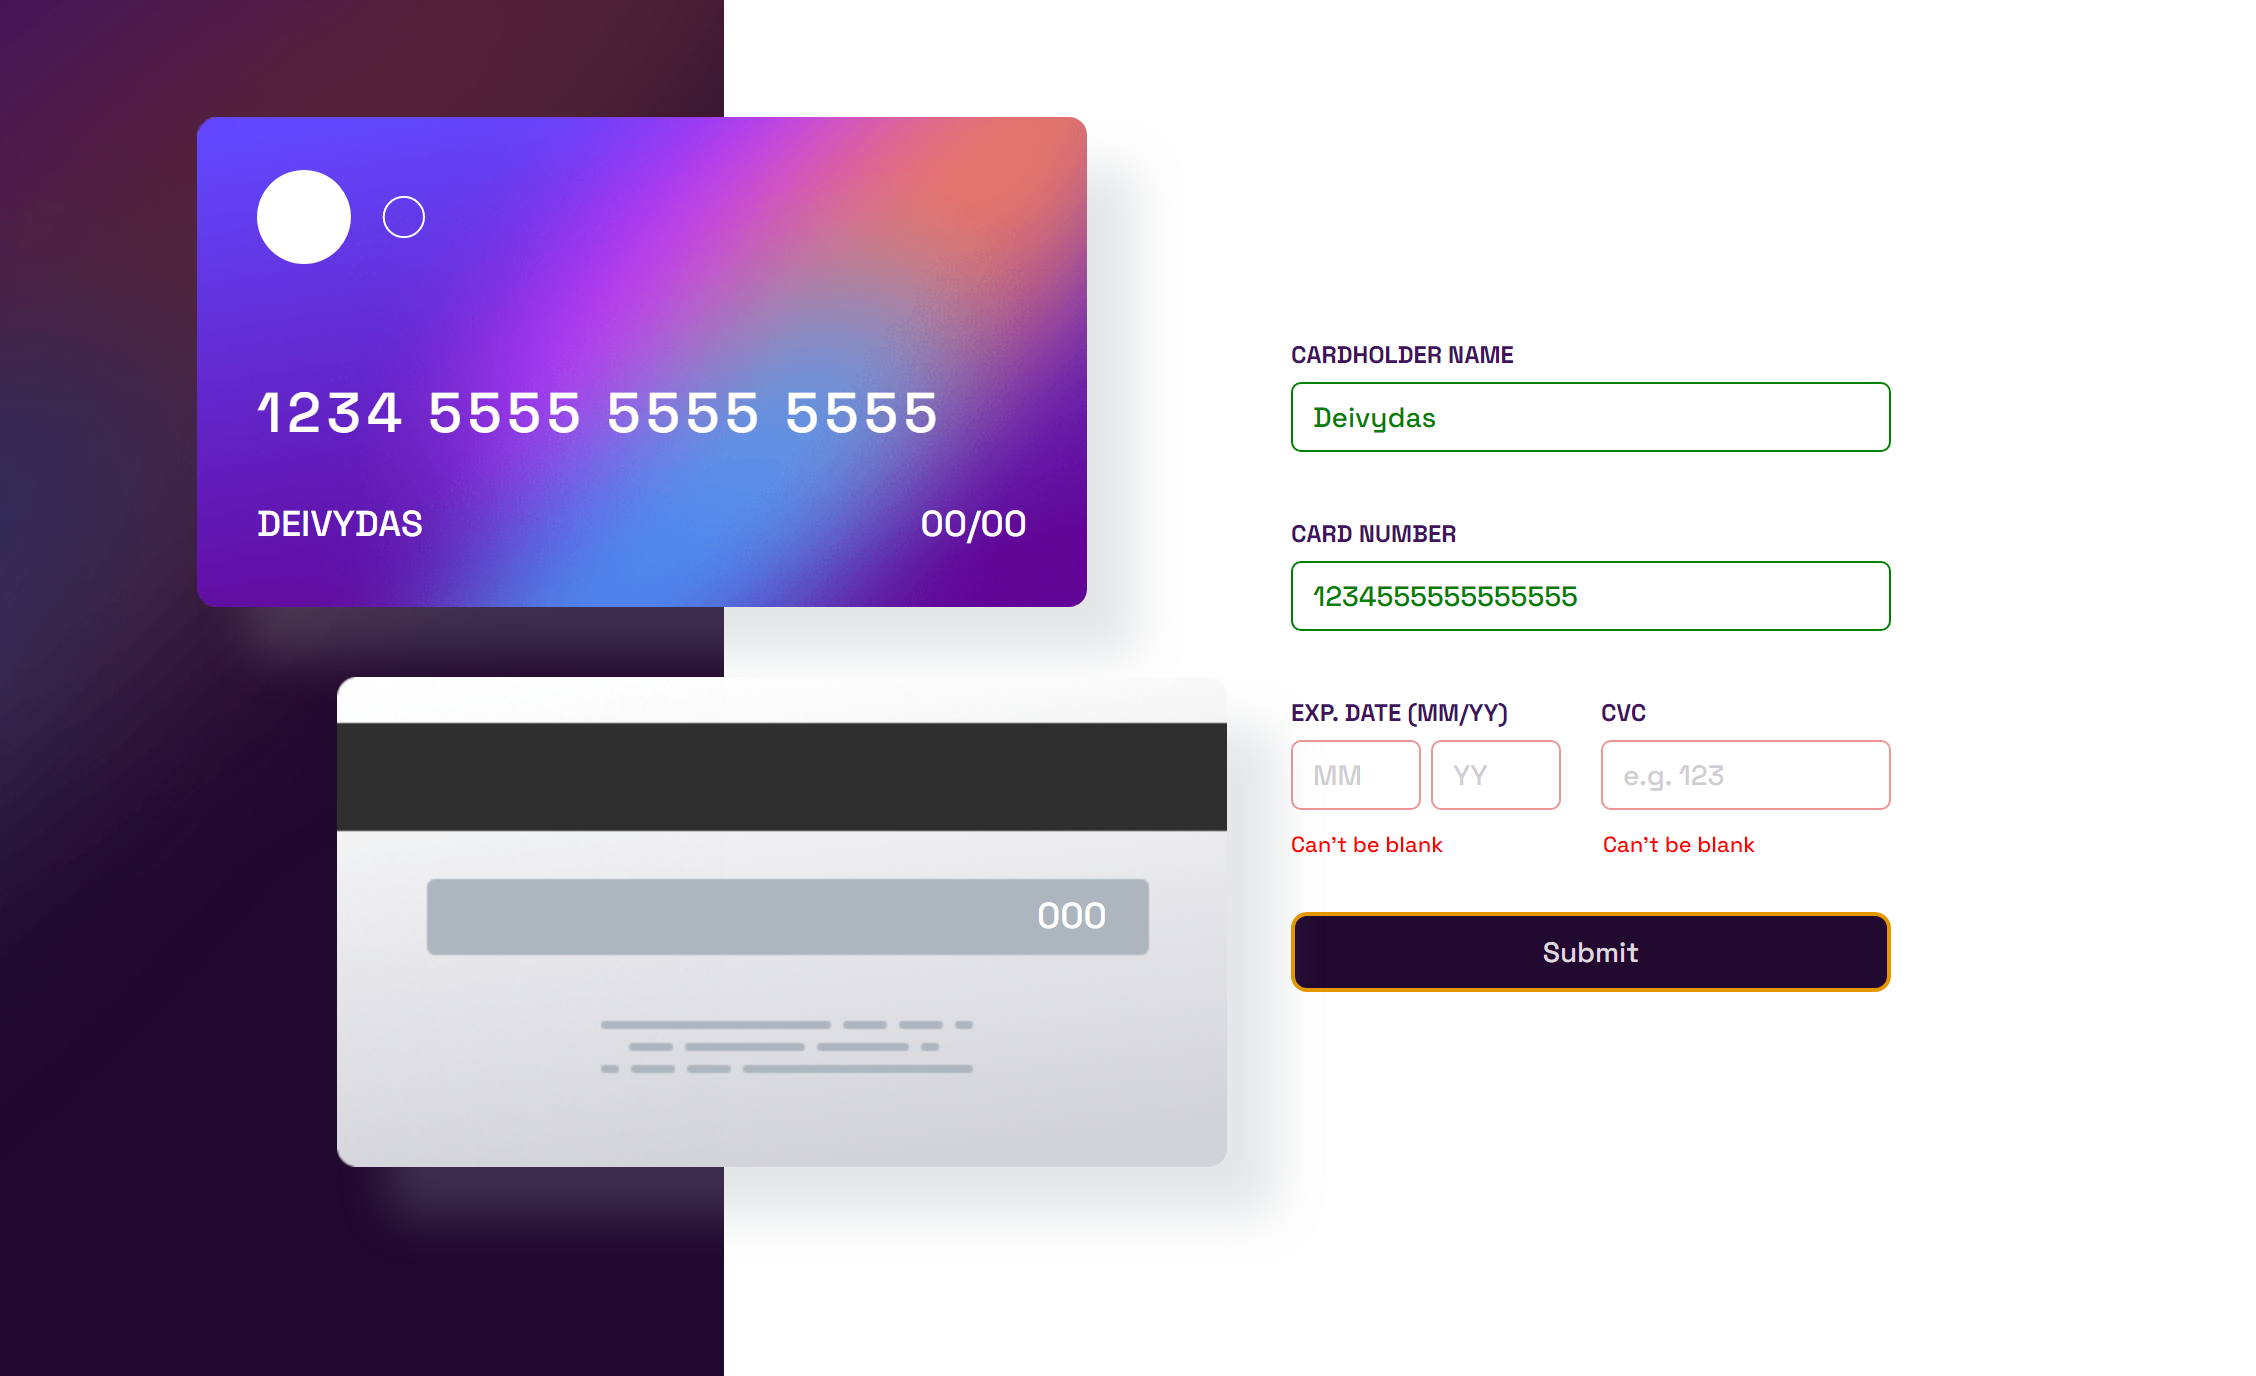 1234 5555 5555 5555
DEIVYDAS 00/00
000
CARDHOLDER NAME
Deivydas
CARD NUMBER
1234555555555555
EXP. DATE (MM/YY) CVC
MM YY e.g. 123
Can't be blank Can't be blank
Submit